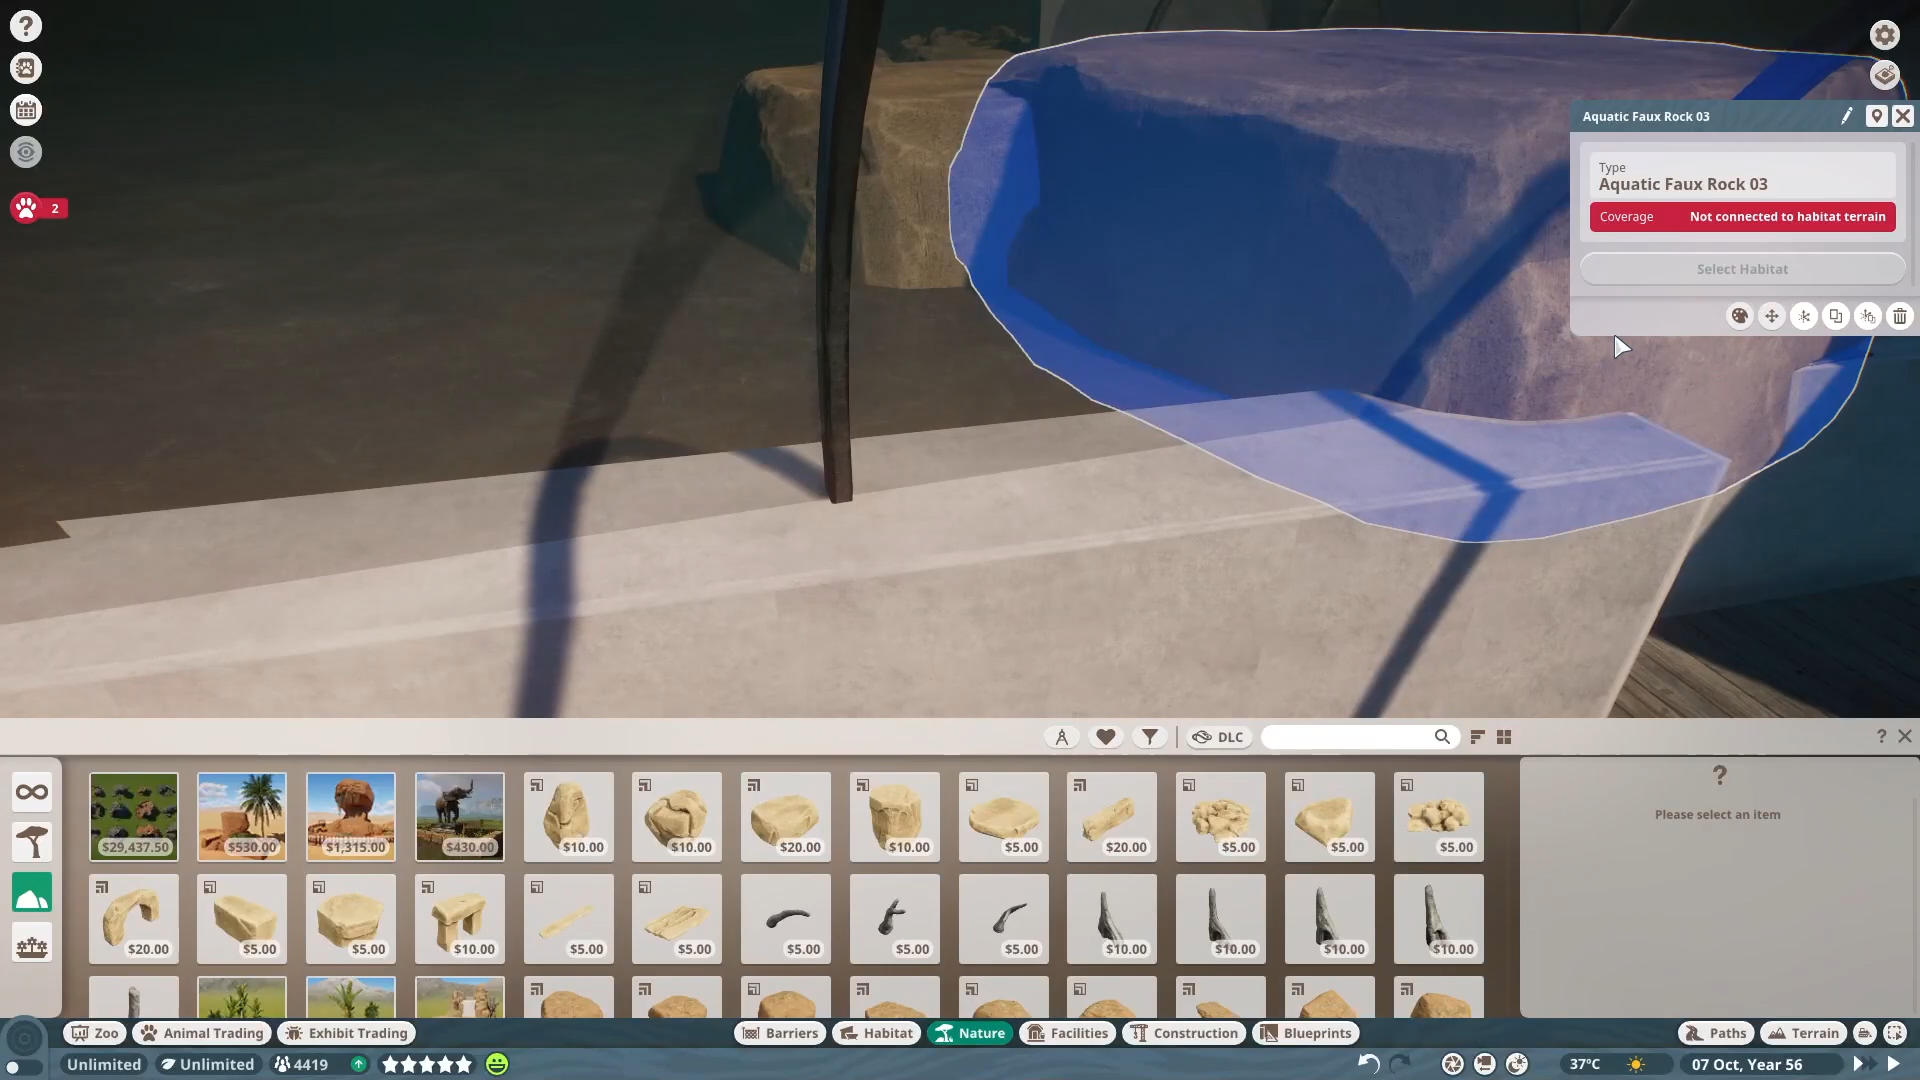 2
Aquatic Faux Rock 03
Type
Aquatic Faux Rock 03
Coverage Not connected to habitat terrain
Select Habitat
DLC
?
Please select an item
$29,437.50 $530.00 $1,315.00 $430.00 $10.00 $10.00 $20.00 $10.00 $5.00 $20.00 $5.00 $5.00 $5.00
$20.00 $5.00 $5.00 $10.00 $5.00 $5.00 $5.00 $5.00 $5.00 $10.00 $10.00 $10.00 $10.00
Zoo Animal Trading Exhibit Trading Barriers Habitat Nature Facilities Construction Blueprints Paths Terrain
Unlimited Unlimited 4419 37°C 07 Oct, Year 56